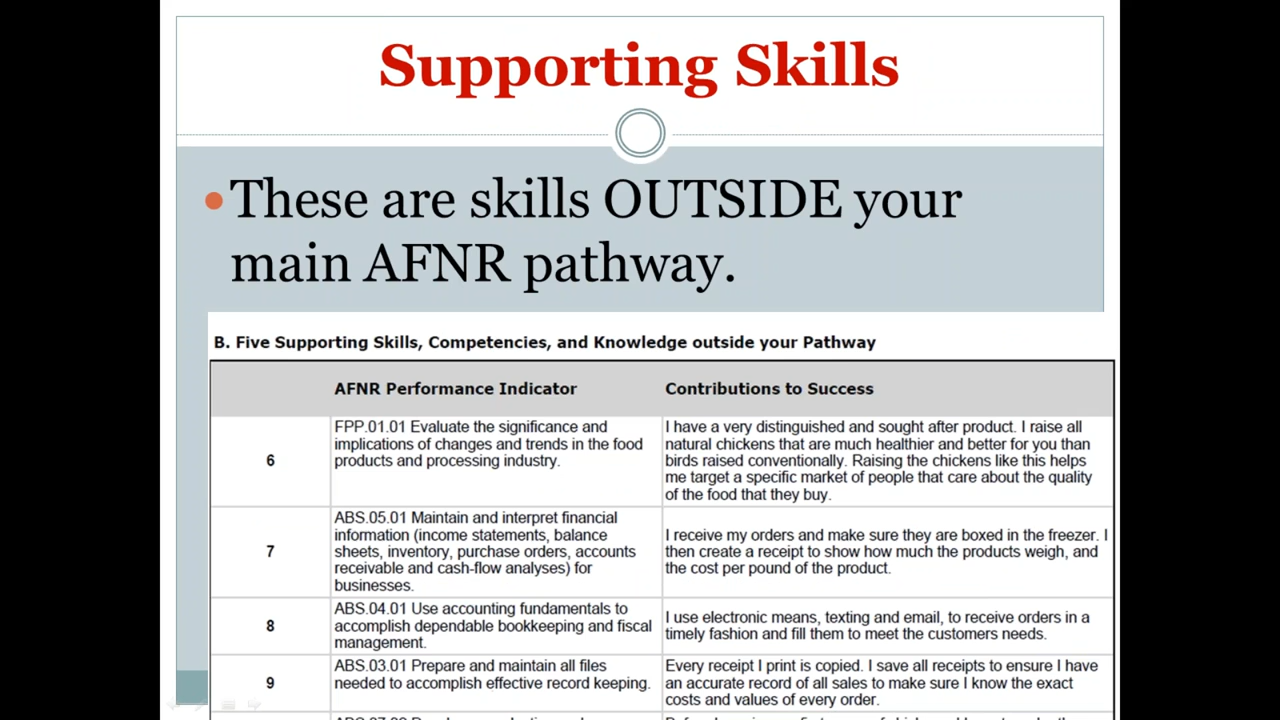 Supporting Skills
These are skills OUTSIDE your
main AFNR pathway.
B. Five Supporting Skills, Competencies, and Knowledge outside your Pathway
AFNR Performance Indicator
Contributions to Success
6
FPP.01.01 Evaluate the significance and
implications of changes and trends in the food
products and processing industry.
I have a very distinguished and sought after product. I raise all
natural chickens that are much healthier and better for you than
birds raised conventionally. Raising the chickens like this helps
me target a specific market of people that care about the quality
of the food that they buy.
7
ABS.05.01 Maintain and interpret financial
information (income statements, balance
sheets, inventory, purchase orders, accounts
receivable and cash-flow analyses) for
businesses.
I receive my orders and make sure they are boxed in the freezer. I
then create a receipt to show how much the products weigh, and
the cost per pound of the product.
8
ABS.04.01 Use accounting fundamentals to
accomplish dependable bookkeeping and fiscal
management.
I use electronic means, texting and email, to receive orders in a
timely fashion and fill them to meet the customers needs.
9
ABS.03.01 Prepare and maintain all files
needed to accomplish effective record keeping.
Every receipt I print is copied. I save all receipts to ensure I have
an accurate record of all sales to make sure I know the exact
costs and values of every order.